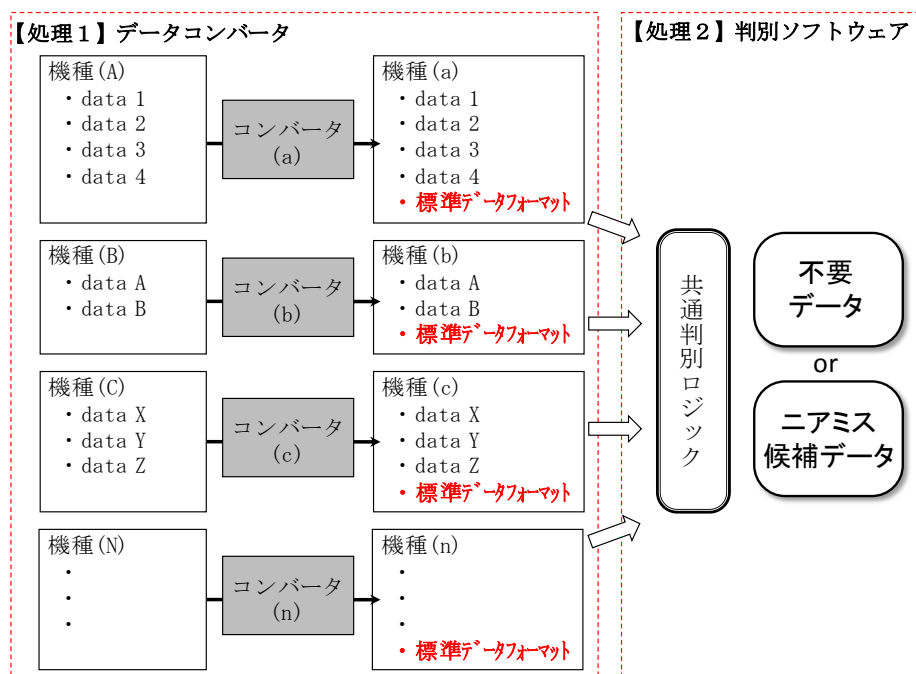 【処理１】データコンバータ
【処理２】判別ソフトウェア
機種(A)
・data 1
・data 2
・data 3
・data 4
コンバータ
(a)
機種(a)
・data 1
・data 2
・data 3
・data 4
・標準ﾃﾞｰﾀﾌｫｰﾏｯﾄ
機種(B)
・data A
・data B
コンバータ
(b)
機種(b)
・data A
・data B
・標準ﾃﾞｰﾀﾌｫｰﾏｯﾄ
機種(C)
・data X
・data Y
・data Z
コンバータ
(c)
機種(c)
・data X
・data Y
・data Z
・標準ﾃﾞｰﾀﾌｫｰﾏｯﾄ
機種(N)
・
・
・
コンバータ
(n)
機種(n)
・
・
・
・標準ﾃﾞｰﾀﾌｫｰﾏｯﾄ
共通判別ロジック
不要
データ
or
ニアミス
候補データ